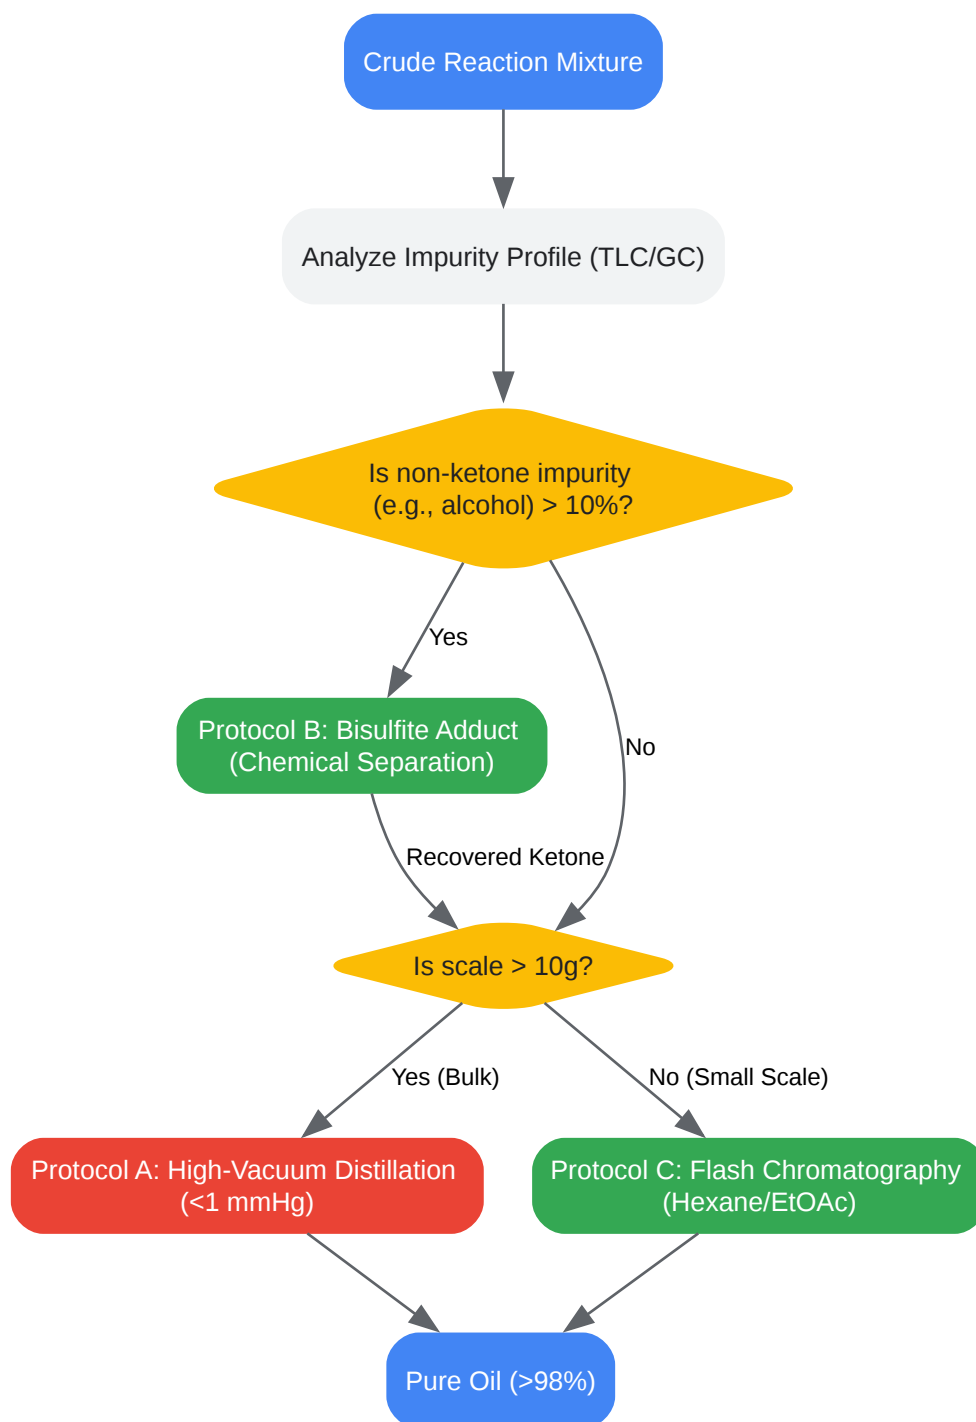 Crude Reaction Mixture
Analyze Impurity Profile (TLC/GC)
Is non-ketone impurity
(e.g., alcohol) > 10%?
Yes
Protocol B: Bisulfite Adduct
(Chemical Separation)
No
Recovered Ketone
Is scale > 10g?
Yes (Bulk)
No (Small Scale)
Protocol A: High-Vacuum Distillation
(<1 mmHg)
Protocol C: Flash Chromatography
(Hexane/EtOAc)
Pure Oil (>98%)